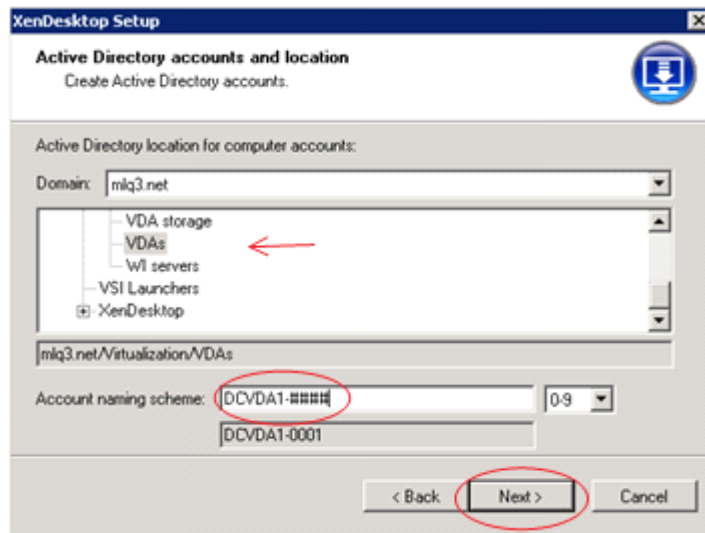 XenDesktop Setup
Active Directory accounts and location
Create Active Directory accounts.
Active Directory location for computer accounts:
Domain: mlq3.net
VDA storage
VDAs
WI servers
VSI Launchers
XenDesktop
mlq3.net/Virtualization/VDAs
Account naming scheme: DCVDA1-#### 0-9
DCVDA1-0001
< Back Next > Cancel